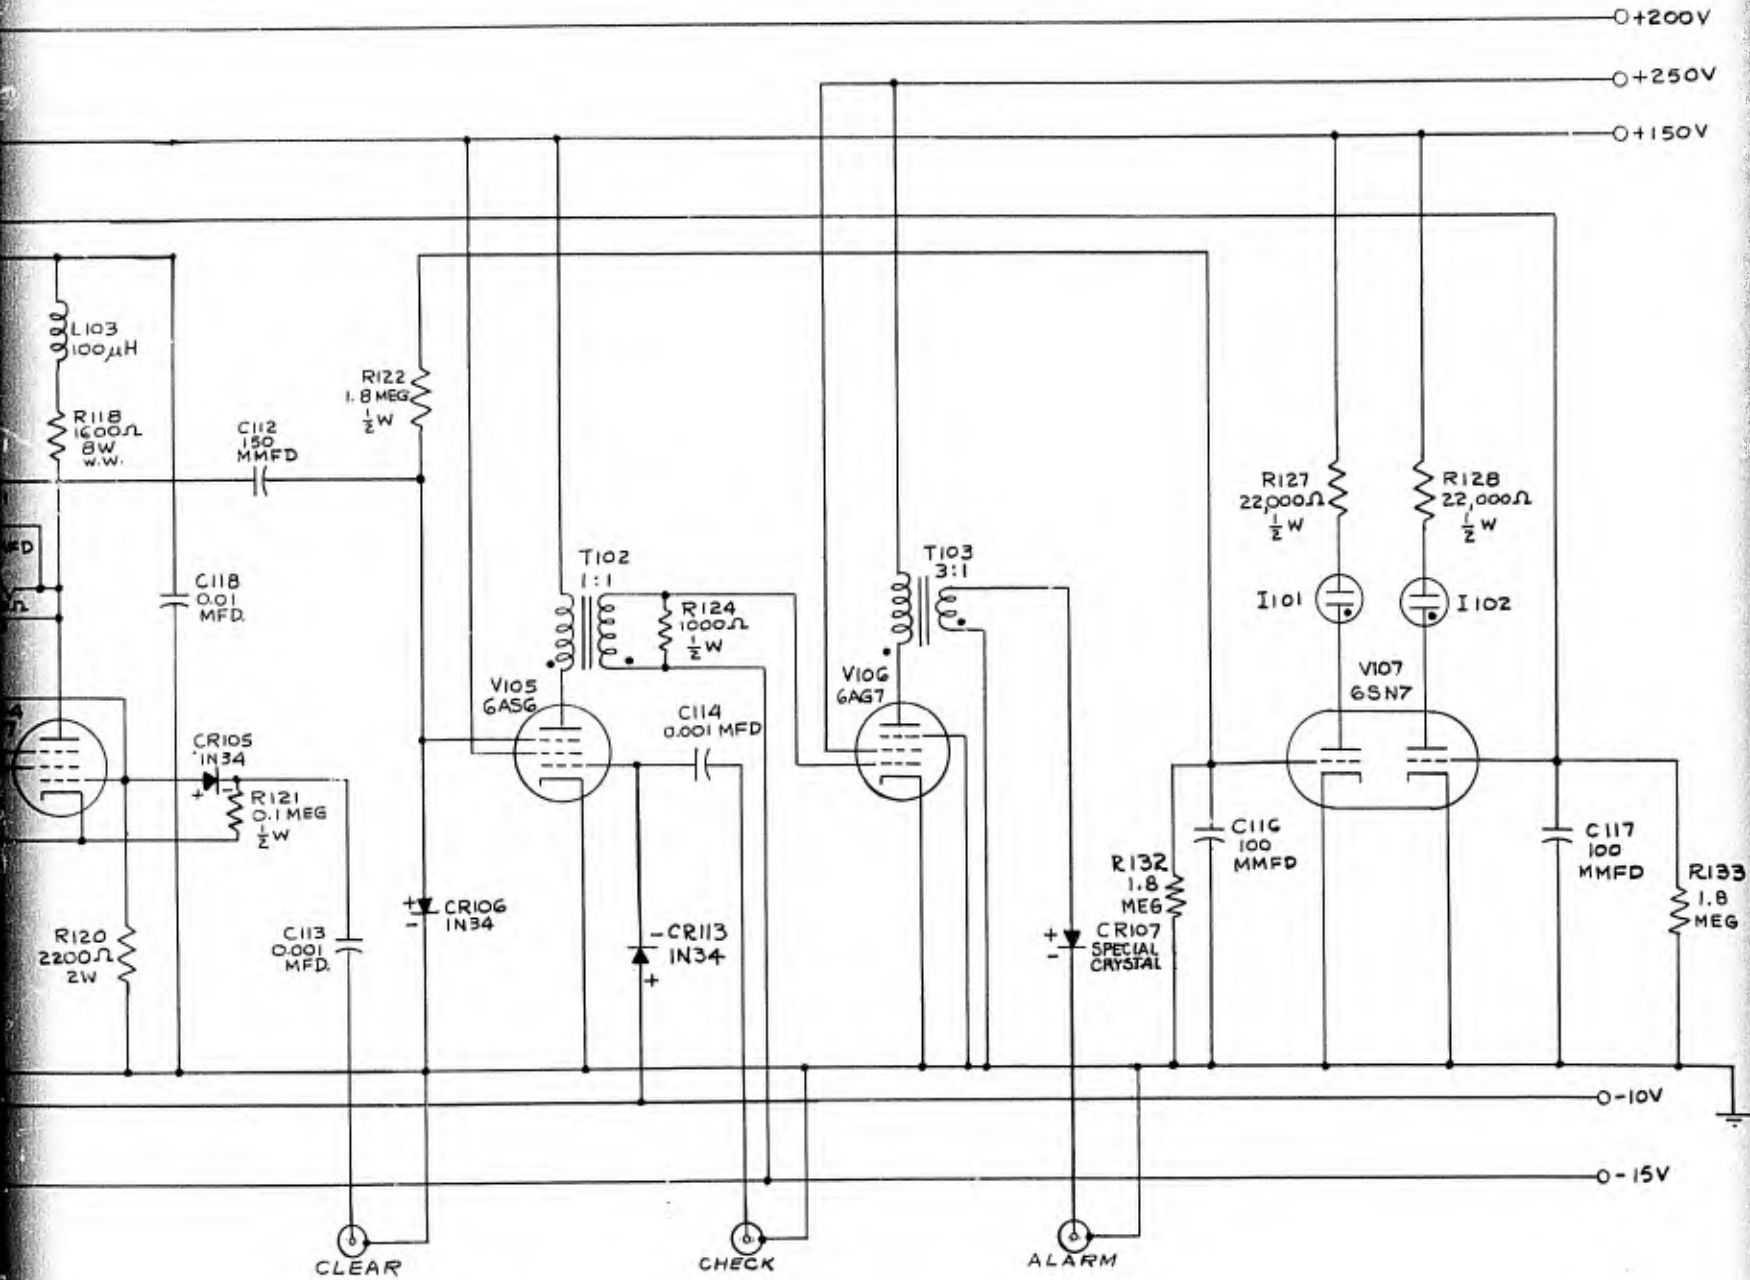 +200V
+250V
+150V
L103
100µH
R118
1600Ω
8W
W.W.
C112
150
MMFD
R122
1.8 MEG
½W
R127
22,000Ω
½W
R128
22,000Ω
½W
FD
Ω
C118
0.01
MFD.
T102
1:1
R124
1000Ω
½W
T103
3:1
I101
I102
V105
6AS6
C114
0.001 MFD
V106
6AG7
V107
6SN7
4
7
CR105
1N34
+ -
R121
0.1 MEG
½W
R120
2200Ω
2W
C113
0.001
MFD.
+
-
CR106
1N34
-CR113
1N34
+
+
-
CR107
SPECIAL
CRYSTAL
R132
1.8
MEG
C116
100
MMFD
C117
100
MMFD
R133
1.8
MEG
-10V
-15V
CLEAR
CHECK
ALARM